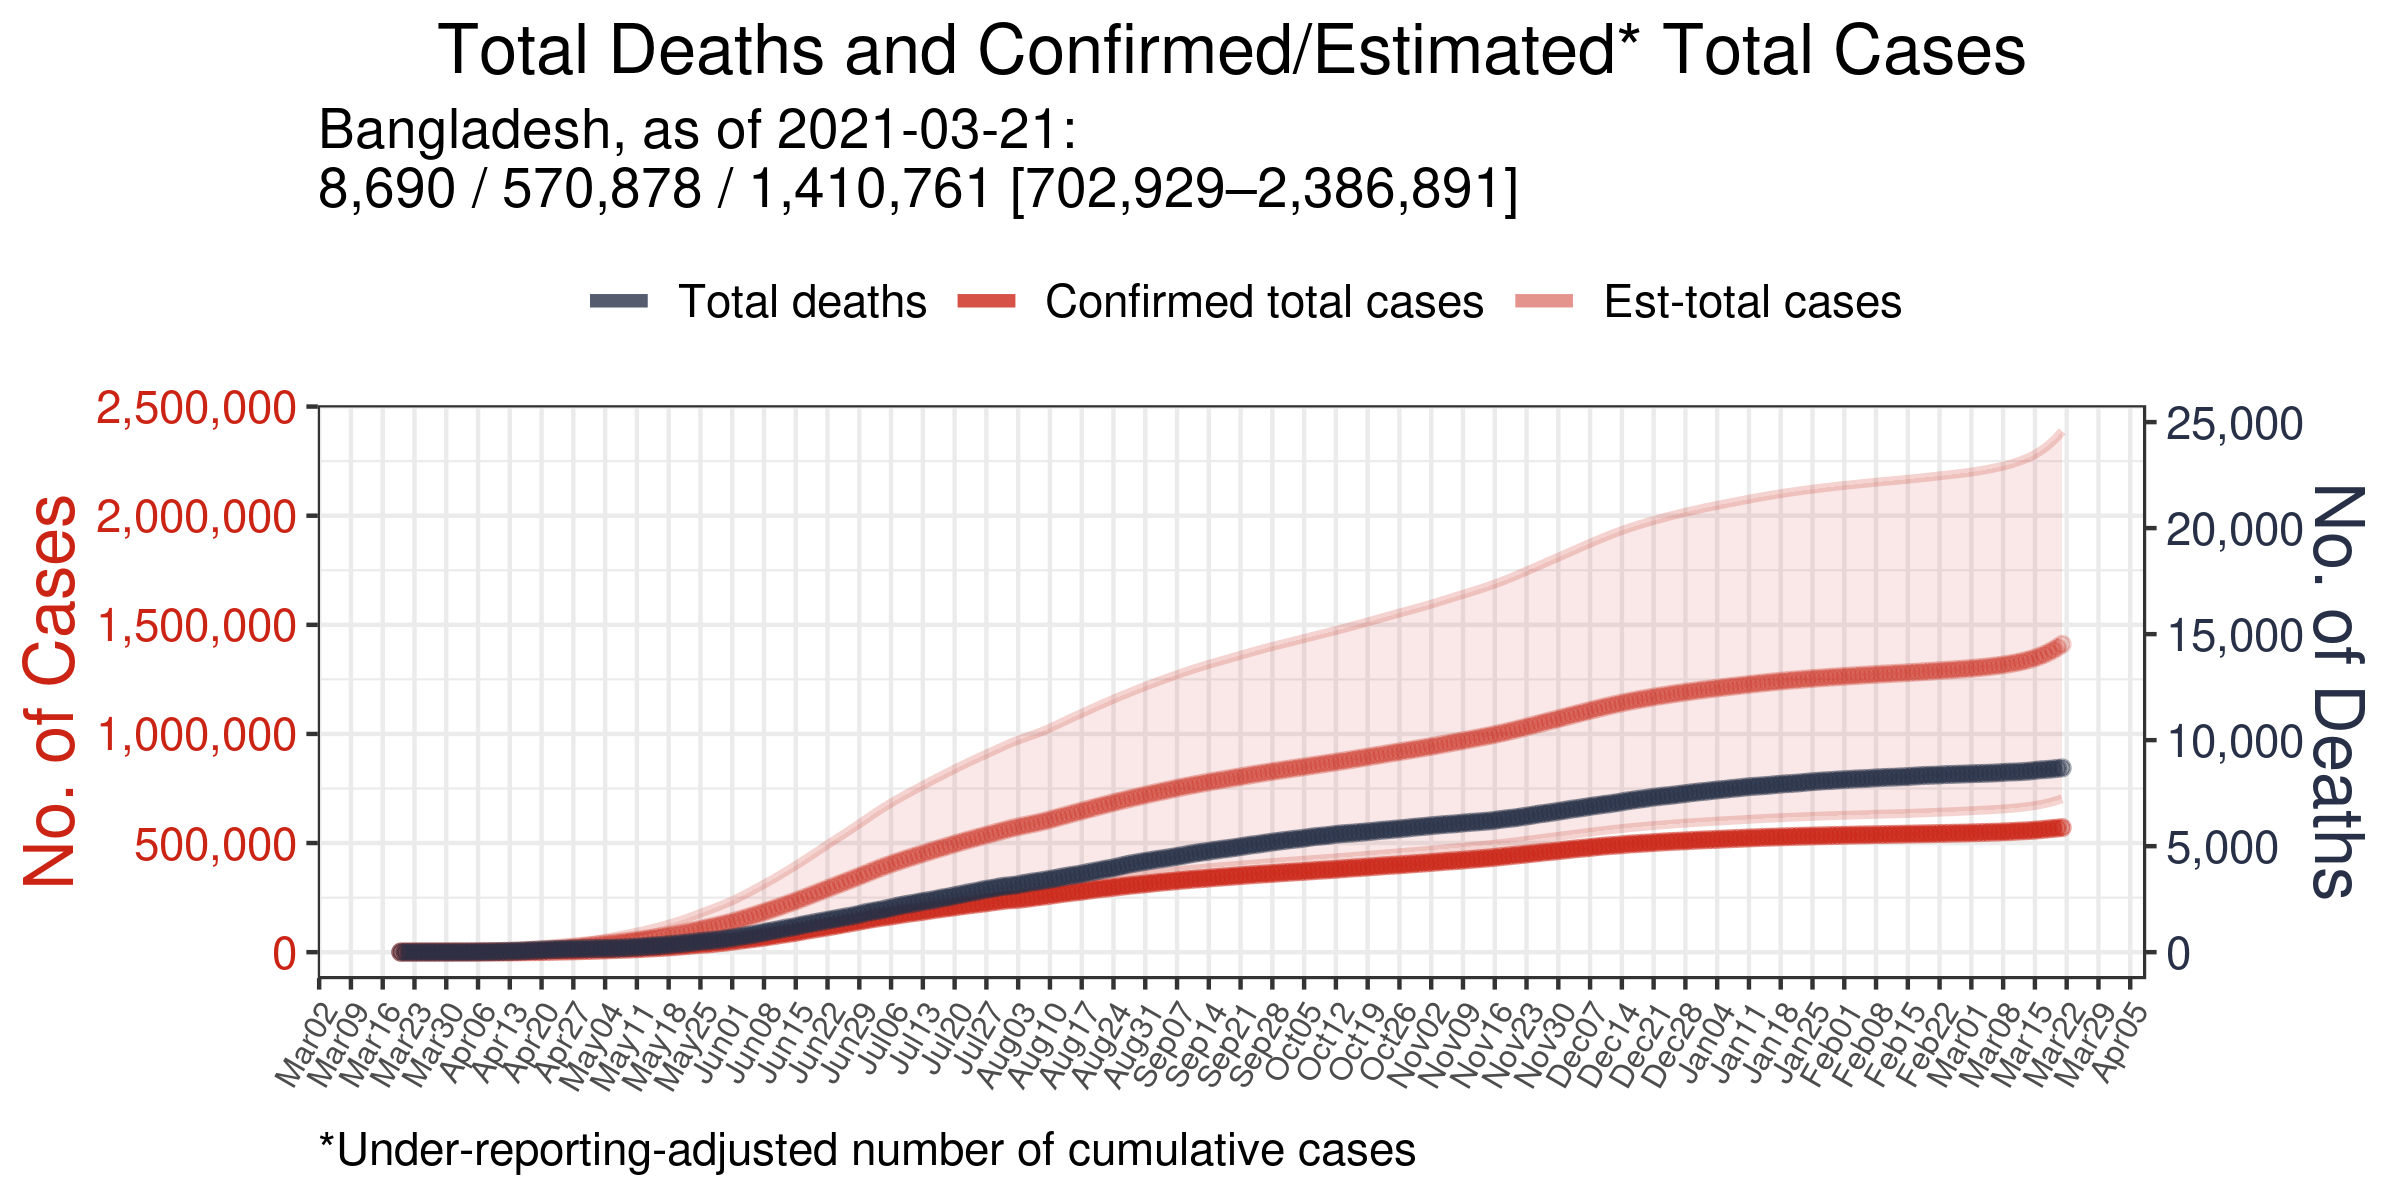 Total Deaths and Confirmed/Estimated* Total Cases
Bangladesh, as of 2021-03-21:
8,690 / 570,878 / 1,410,761 [702,929–2,386,891]
Total deaths
Confirmed total cases
Est-total cases
No. of Cases
2,500,000
2,000,000
1,500,000
1,000,000
500,000
0
25,000
20,000
15,000
10,000
5,000
0
No. of Deaths
Mar02
Mar09
Mar16
Mar23
Mar30
Apr06
Apr13
Apr20
Apr27
May04
May11
May18
May25
Jun01
Jun08
Jun15
Jun22
Jun29
Jul06
Jul13
Jul20
Jul27
Aug03
Aug10
Aug17
Aug24
Aug31
Sep07
Sep14
Sep21
Sep28
Oct05
Oct12
Oct19
Oct26
Nov02
Nov09
Nov16
Nov23
Nov30
Dec07
Dec14
Dec21
Dec28
Jan04
Jan11
Jan18
Jan25
Feb01
Feb08
Feb15
Feb22
Mar01
Mar08
Mar15
Mar22
Mar29
Apr05
*Under-reporting-adjusted number of cumulative cases